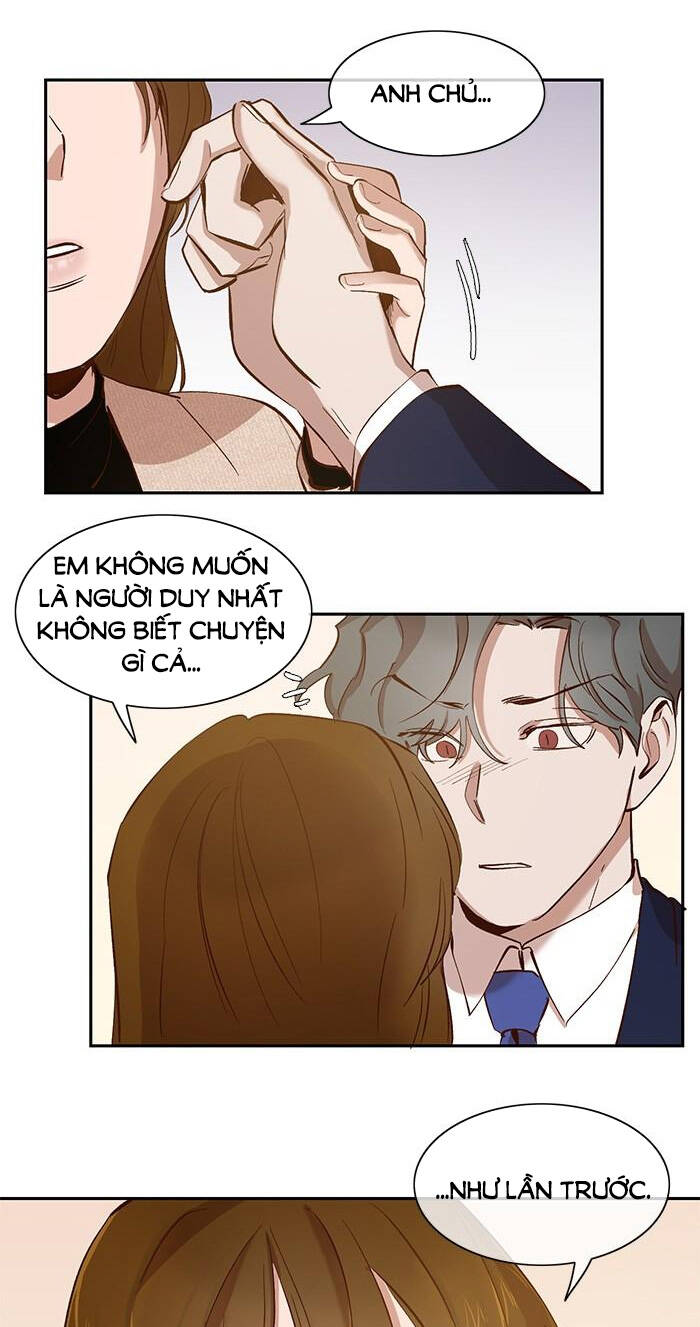 ANH CHỦ...
EM KHÔNG MUỐN
LÀ NGƯỜI DUY NHẤT
KHÔNG BIẾT CHUYỆN
GÌ CẢ...
...NHƯ LẦN TRƯỚC.